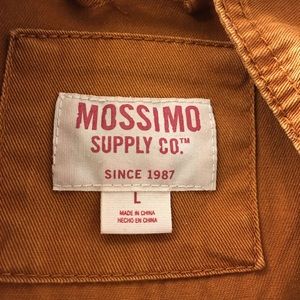 MOSSIMO
SUPPLY CO.™
SINCE 1987
L
MADE IN CHINA
HECHO EN CHINA